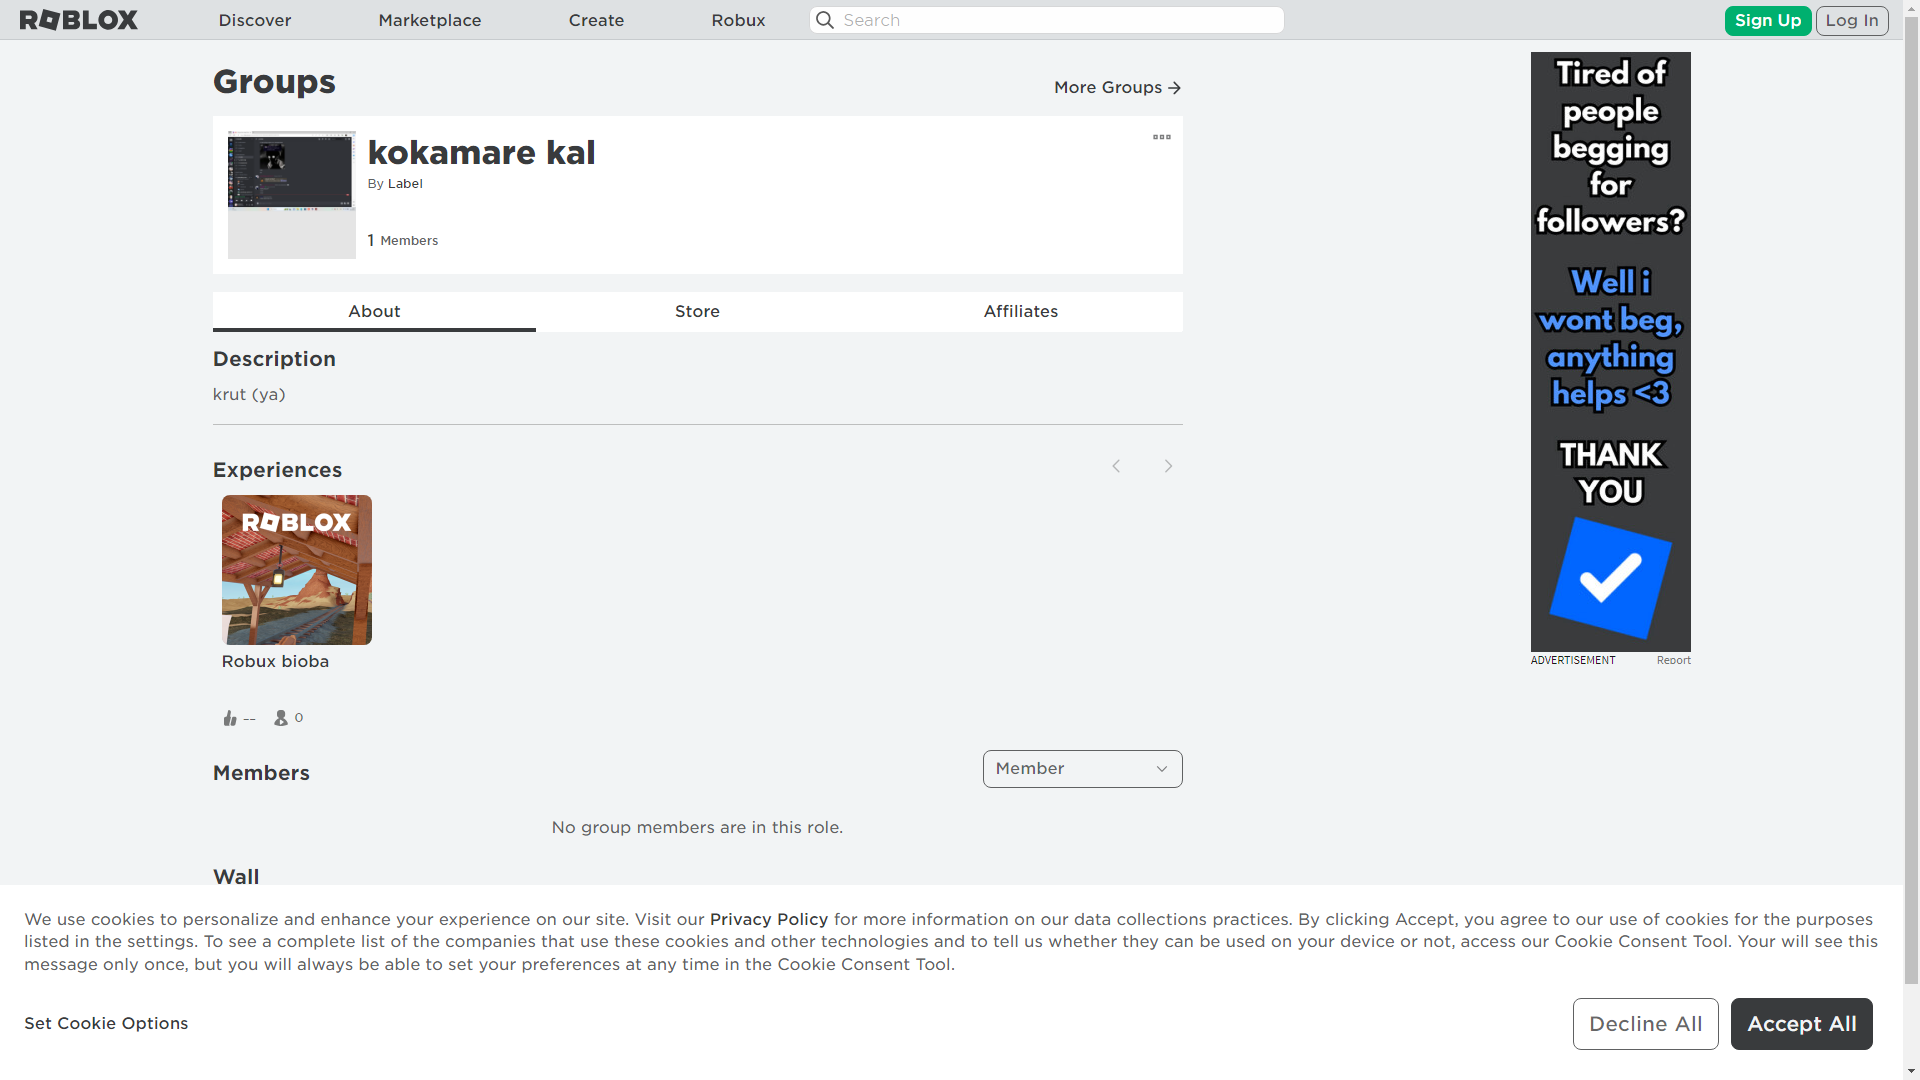 ROBLOX
Discover
Marketplace
Create
Robux
Search
Sign Up
Log In
Groups
More Groups
kokamare kal
By Label
1 Members
About
Store
Affiliates
Description
krut (ya)
Experiences
ROBLOX
Robux bioba
--
0
Members
Member
No group members are in this role.
Wall
Tired of
people
begging
for
followers?
Well i
wont beg,
anything
helps <3
THANK
YOU
ADVERTISEMENT
Report
We use cookies to personalize and enhance your experience on our site. Visit our Privacy Policy for more information on our data collections practices. By clicking Accept, you agree to our use of cookies for the purposes
listed in the settings. To see a complete list of the companies that use these cookies and other technologies and to tell us whether they can be used on your device or not, access our Cookie Consent Tool. Your will see this
message only once, but you will always be able to set your preferences at any time in the Cookie Consent Tool.
Set Cookie Options
Decline All
Accept All